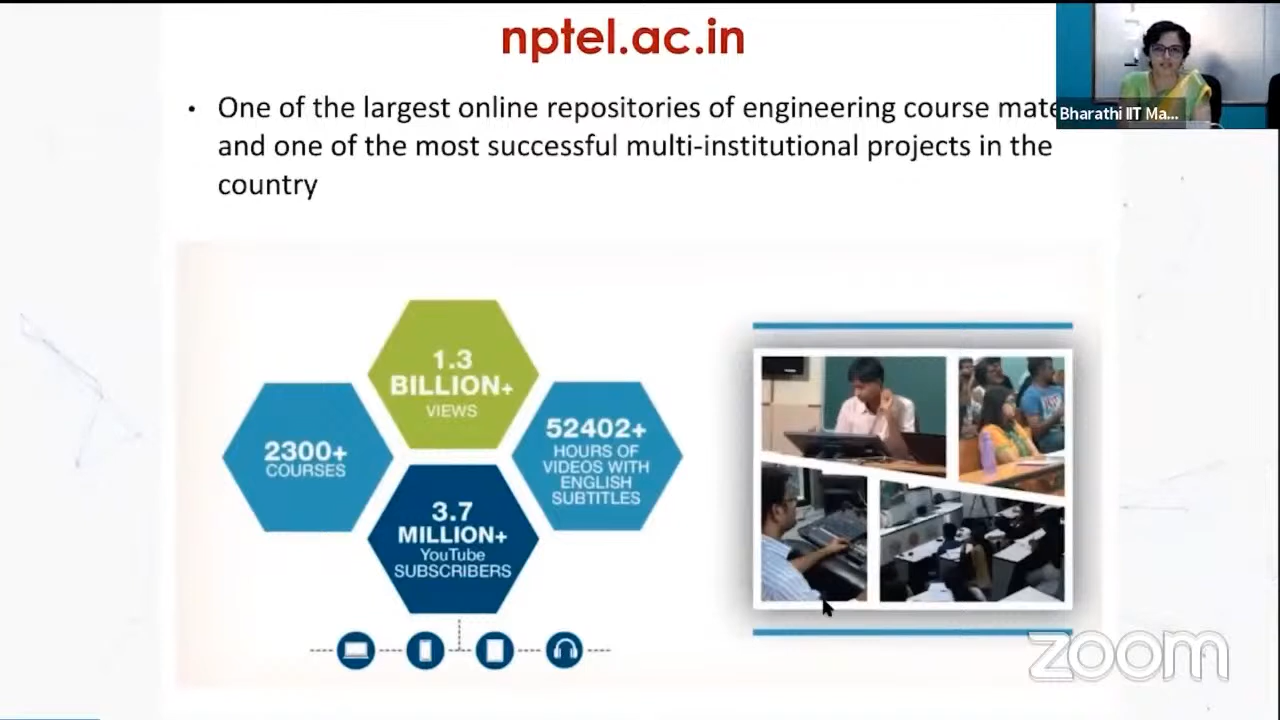 nptel.ac.in
Bharathi IIT Ma...
• One of the largest online repositories of engineering course
and one of the most successful multi-institutional projects in the
country
1.3
BILLION+
VIEWS
2300+
COURSES
52402+
HOURS OF
VIDEOS WITH
ENGLISH
SUBTITLES
3.7
MILLION+
YouTube
SUBSCRIBERS
zoom